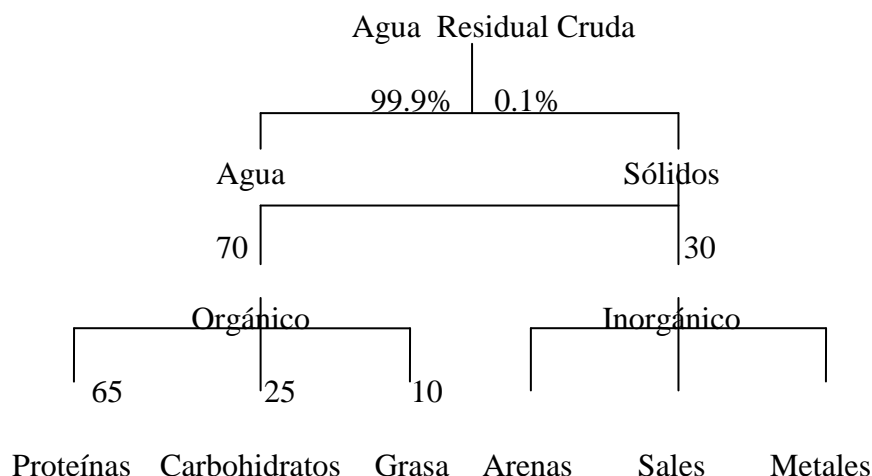 Agua Residual Cruda
99.9% 0.1%
Agua Sólidos
70 30
Orgánico Inorgánico
65 25 10
Proteínas Carbohidratos Grasa Arenas Sales Metales